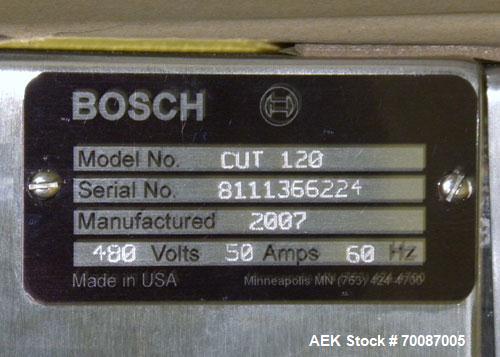 BOSCH
Model No. CUT 120
Serial No. 8111366224
Manufactured 2007
480 Volts 50 Amps 60 Hz
Made in USA Minneapolis MN (763) 424-4700
AEK Stock # 70087005